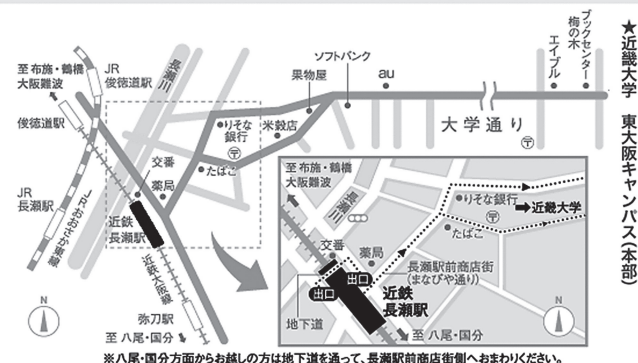 ★近畿大学 東大阪キャンパス(本部)
ブックセンター
梅の木
エイブル
au
ソフトバンク
果物屋
大学通り
長瀬川
至 布施・鶴橋
大阪難波
JR
俊徳道駅
俊徳道駅
りそな
銀行
米穀店
たばこ
交番
薬局
JR
長瀬駅
JRおおさか東線
近鉄
長瀬駅
近鉄大阪線
弥刀駅
至 八尾・国分
N
至 布施・鶴橋
大阪難波
長瀬川
りそな銀行
近畿大学
たばこ
交番
薬局
長瀬駅前商店街
(まなびや通り)
出口
出口
近鉄
長瀬駅
地下道
至 八尾・国分
N
※八尾・国分方面からお越しの方は地下道を通って、長瀬駅前商店街側へおまわりください。